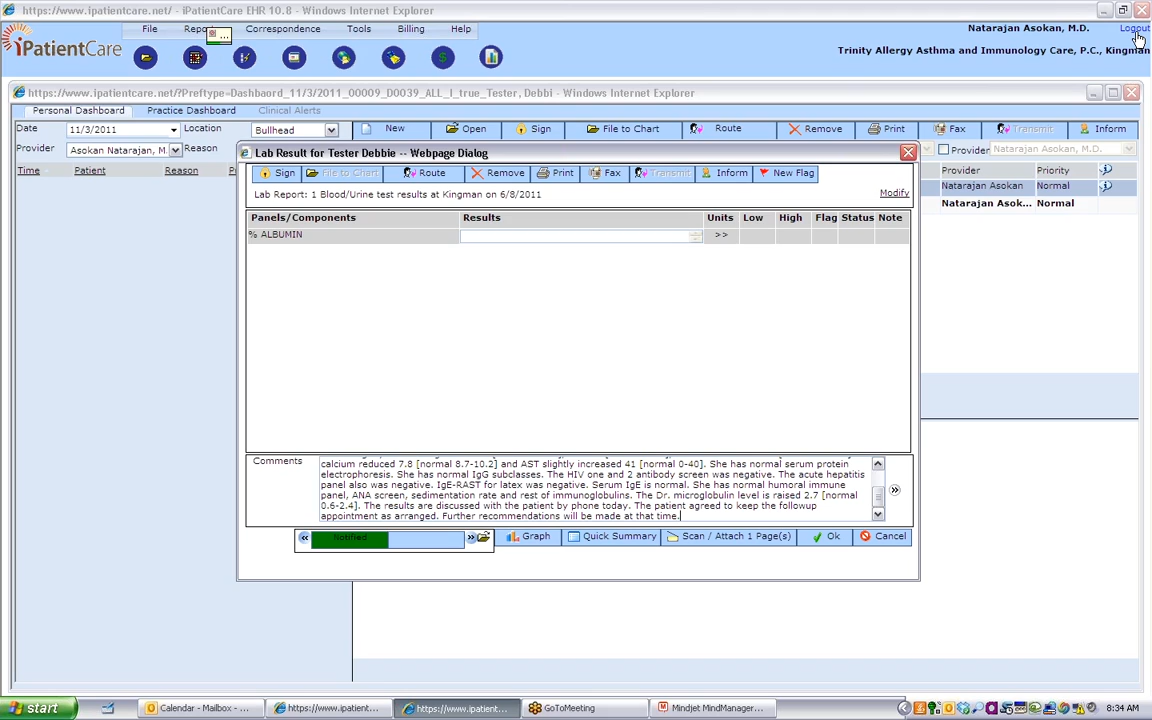 https://www.ipatientcare.net/ - iPatientCare EHR 10.8 - Windows Internet Explorer
iPatientCare
File
Repo
...
Correspondence
Tools
Billing
Help
Natarajan Asokan, M.D.
Logout
Trinity Allergy Asthma and Immunology Care, P.C., Kingman
https://www.ipatientcare.net/?Preftype=Dashbaord_11/3/2011_00009_D0039_ALL_I_true_Tester, Debbi - Windows Internet Explorer
Personal Dashboard
Practice Dashboard
Clinical Alerts
Date
11/3/2011
Location
Bullhead
New
Open
Sign
File to Chart
Route
Remove
Print
Fax
Transmit
Inform
Provider
Asokan Natarajan, M.
Reason
Provider
Natarajan Asokan, M.D.
Time
Patient
Reason
Provider
Priority
Natarajan Asokan
Normal
Natarajan Asok...
Normal
Lab Result for Tester Debbie -- Webpage Dialog
Sign
File to Chart
Route
Remove
Print
Fax
Transmit
Inform
New Flag
Lab Report: 1 Blood/Urine test results at Kingman on 6/8/2011
Modify
Panels/Components
Results
Units
Low
High
Flag
Status
Note
% ALBUMIN
>>
Comments
calcium reduced 7.8 [normal 8.7-10.2] and AST slightly increased 41 [normal 0-40]. She has normal serum protein
electrophoresis. She has normal IgG subclasses. The HIV one and 2 antibody screen was negative. The acute hepatitis
panel also was negative. IgE-RAST for latex was negative. Serum IgE is normal. She has normal humoral immune
panel, ANA screen, sedimentation rate and rest of immunoglobulins. The Dr. microglobulin level is raised 2.7 [normal
0.6-2.4]. The results are discussed with the patient by phone today. The patient agreed to keep the followup
appointment as arranged. Further recommendations will be made at that time.
Notified
Graph
Quick Summary
Scan / Attach 1 Page(s)
Ok
Cancel
start
Calendar - Mailbox - ...
https://www.ipatient...
https://www.ipatient...
GoToMeeting
Mindjet MindManager...
8:34 AM